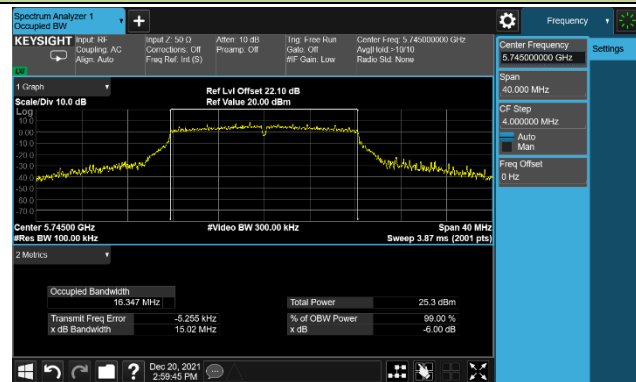 Spectrum Analyzer 1
Occupied BW
Frequency
KEYSIGHT
Input: RF
Coupling: AC
Align: Auto
Input Z: 50 Ω
Corrections: Off
Freq Ref: Int (S)
Atten: 10 dB
Preamp: Off
Trig: Free Run
Gate: Off
#IF Gain: Low
Center Freq: 5.745000000 GHz
Avg|Hold:>10/10
Radio Std: None
LV
Center Frequency
5.745000000 GHz
Settings
Span
40.000 MHz
CF Step
4.000000 MHz
Auto
Man
Freq Offset
0 Hz
1 Graph
Scale/Div 10.0 dB
Ref Lvl Offset 22.10 dB
Ref Value 20.00 dBm
Log
10.0
0.00
-10.0
-20.0
-30.0
-40.0
-50.0
-60.0
-70.0
Center 5.74500 GHz
#Video BW 300.00 kHz
Span 40 MHz
#Res BW 100.00 kHz
Sweep 3.87 ms (2001 pts)
2 Metrics
Occupied Bandwidth
16.347 MHz
Total Power 25.3 dBm
Transmit Freq Error -5.255 kHz
% of OBW Power 99.00 %
x dB Bandwidth 15.02 MHz
x dB -6.00 dB
?
Dec 20, 2021
2:59:45 PM